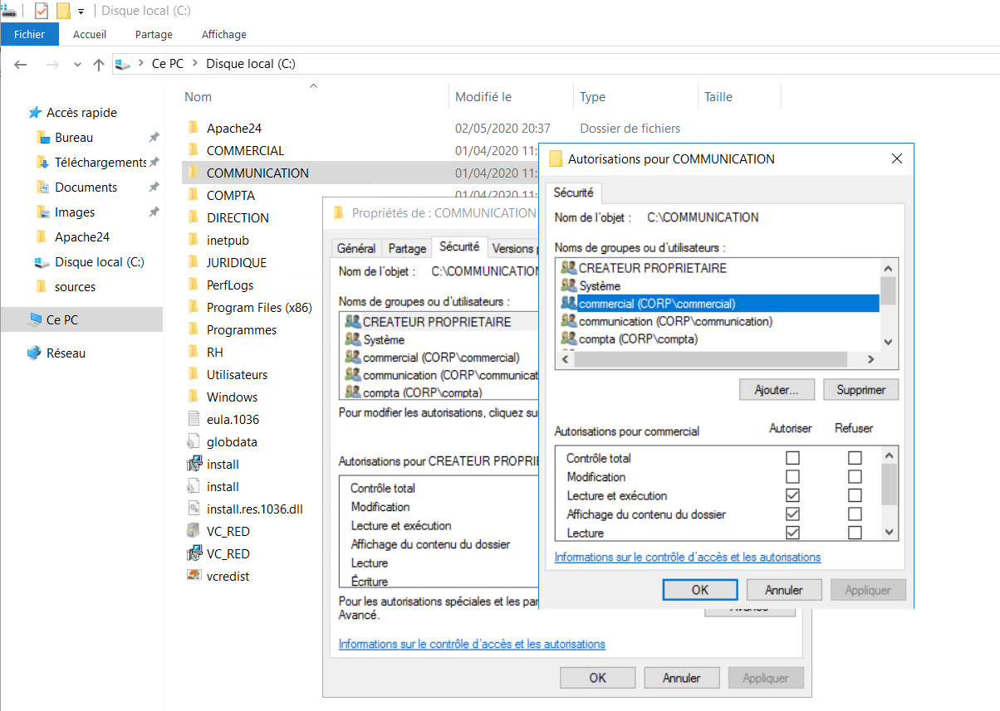 Disque local (C:)
Fichier Accueil Partage Affichage
Ce PC Disque local (C:)
Nom Modifié le Type Taille
Accès rapide
Bureau
Téléchargements
Documents
Images
Apache24
Disque local (C:)
sources
Ce PC
Réseau
Apache24 02/05/2020 20:37 Dossier de fichiers
COMMERCIAL 01/04/2020 11:
COMMUNICATION 01/04/2020 11:
COMPTA 01/04/2020 11:
DIRECTION
inetpub
JURIDIQUE
PerfLogs
Program Files (x86)
Programmes
RH
Utilisateurs
Windows
eula.1036
globdata
install
install
install.res.1036.dll
VC_RED
VC_RED
vcredist
Propriétés de : COMMUNICATION
Général Partage Sécurité Versions
Nom de l'objet : C:\COMMUNICATION
Noms de groupes ou d'utilisateurs :
CREATEUR PROPRIETAIRE
Système
commercial (CORP\commercial)
communication (CORP\communicat
compta (CORP\compta)
Pour modifier les autorisations, cliquez su
Autorisations pour CREATEUR PROPRIE
Contrôle total
Modification
Lecture et exécution
Affichage du contenu du dossier
Lecture
Écriture
Pour les autorisations spéciales et les par
Avancé.
Avancé
Informations sur le contrôle d'accès et les autorisations
OK Annuler Appliquer
Autorisations pour COMMUNICATION
Sécurité
Nom de l'objet : C:\COMMUNICATION
Noms de groupes ou d'utilisateurs :
CREATEUR PROPRIETAIRE
Système
commercial (CORP\commercial)
communication (CORP\communication)
compta (CORP\compta)
Ajouter... Supprimer
Autorisations pour commercial Autoriser Refuser
Contrôle total
Modification
Lecture et exécution
Affichage du contenu du dossier
Lecture
Informations sur le contrôle d'accès et les autorisations
OK Annuler Appliquer